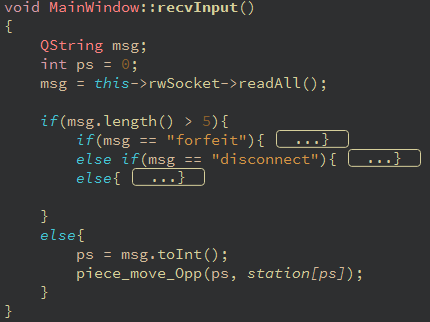 void MainWindow::recvInput()
{
    QString msg;
    int ps = 0;
    msg = this->rwSocket->readAll();

    if(msg.length() > 5){
        if(msg == "forfeit"){ ...}
        else if(msg == "disconnect"){ ...}
        else{ ...}

    }
    else{
        ps = msg.toInt();
        piece_move_Opp(ps, station[ps]);
    }
}